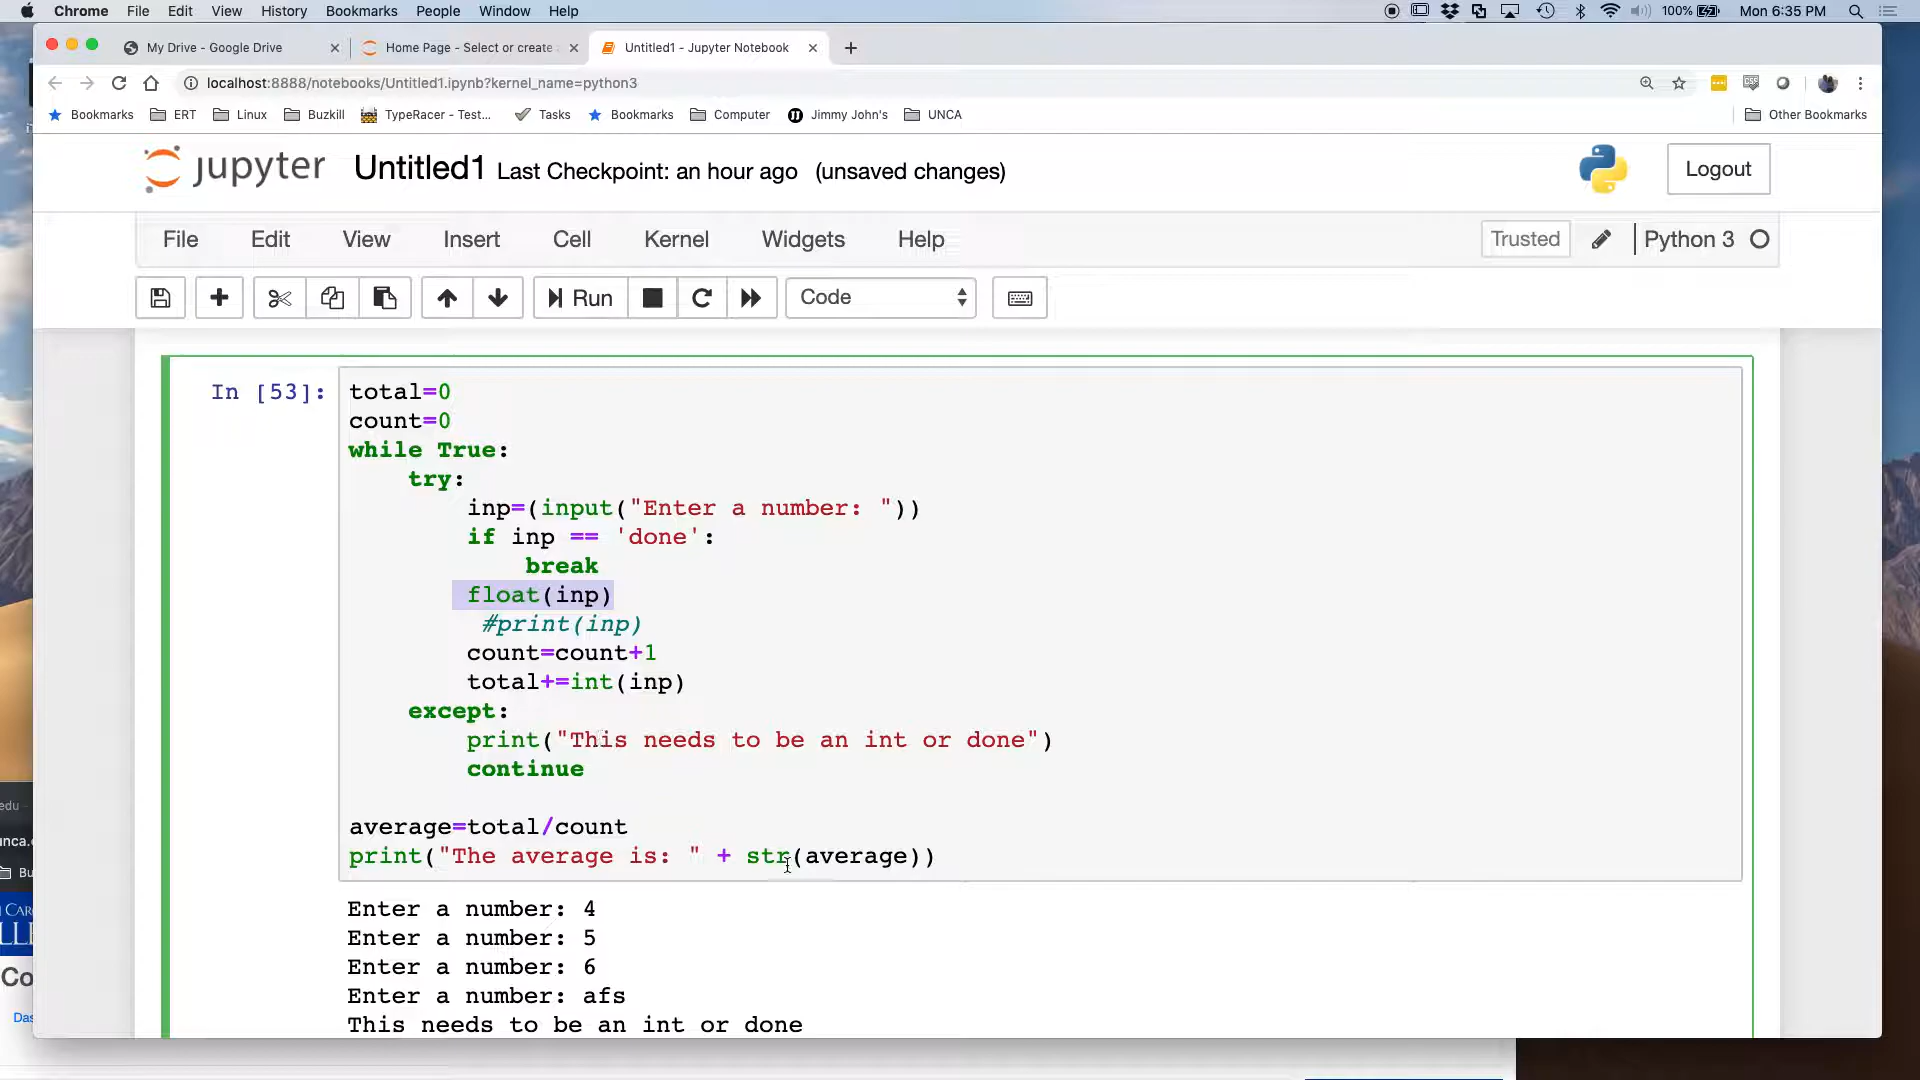 Chrome File Edit View History Bookmarks People Window Help 100% Mon 6:35 PM
My Drive - Google Drive Home Page - Select or create Untitled1 - Jupyter Notebook
localhost:8888/notebooks/Untitled1.ipynb?kernel_name=python3
Bookmarks ERT Linux Buzkill TypeRacer - Test... Tasks Bookmarks Computer Jimmy John's UNCA Other Bookmarks
jupyter Untitled1 Last Checkpoint: an hour ago (unsaved changes) Logout
File Edit View Insert Cell Kernel Widgets Help Trusted Python 3
Run Code
In [53]: total=0
count=0
while True:
try:
inp=(input("Enter a number: "))
if inp == 'done':
break
float(inp)
#print(inp)
count=count+1
total+=int(inp)
except:
print("This needs to be an int or done")
continue
average=total/count
print("The average is: " + str(average))
Enter a number: 4
Enter a number: 5
Enter a number: 6
Enter a number: afs
This needs to be an int or done